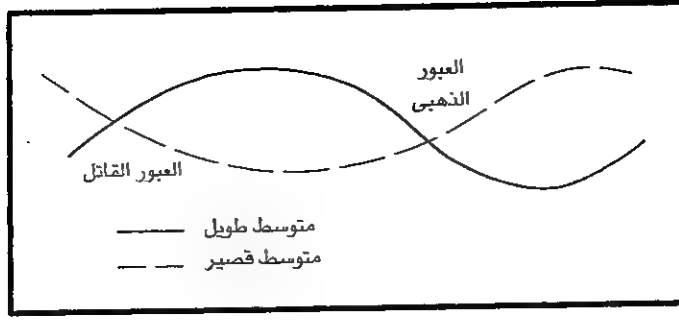 العبور
الذهبى
العبور القاتل
متوسط طويل
متوسط قصير